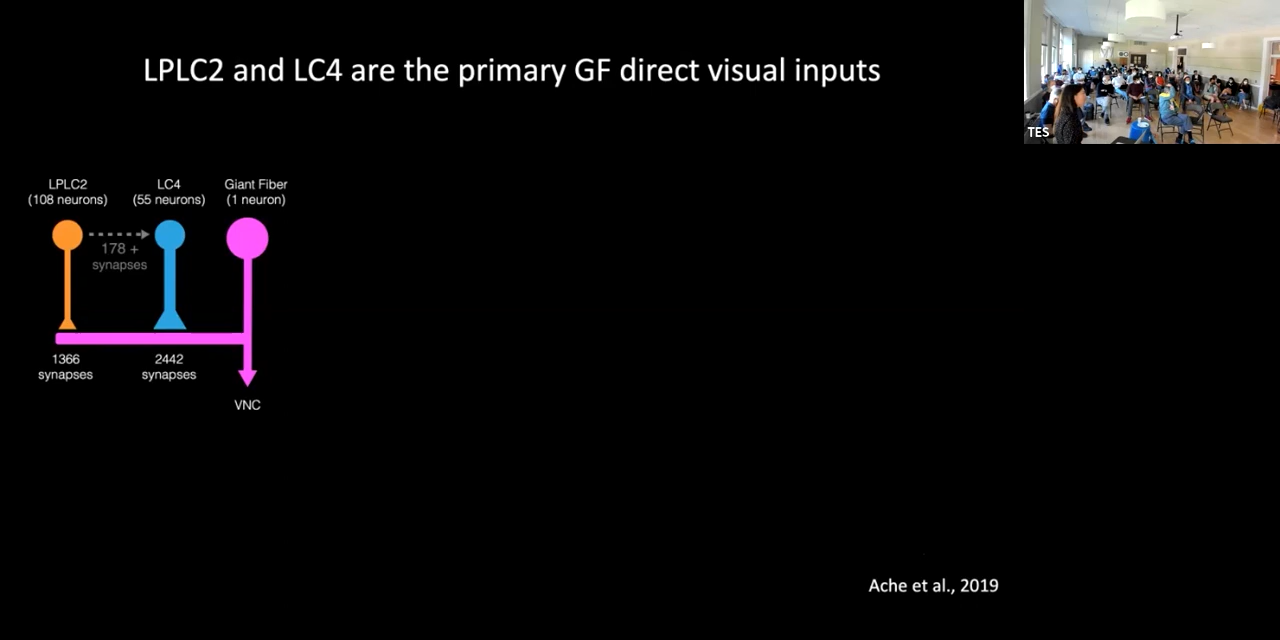 LPLC2 and LC4 are the primary GF direct visual inputs
TES
LPLC2
(108 neurons)
LC4
(55 neurons)
Giant Fiber
(1 neuron)
178 +
synapses
1366
synapses
2442
synapses
VNC
Ache et al., 2019